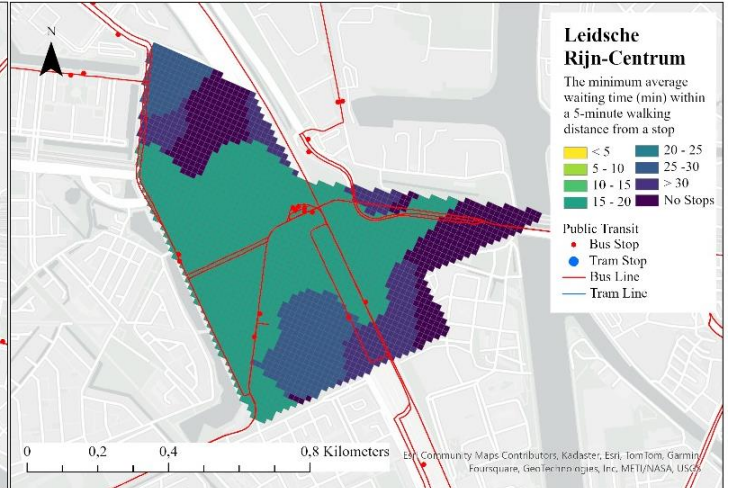 N
Leidsche
Rijn-Centrum
The minimum average
waiting time (min) within
a 5-minute walking
distance from a stop
< 5
5 - 10
10 - 15
15 - 20
20 - 25
25 -30
> 30
No Stops
Public Transit
Bus Stop
Tram Stop
Bus Line
Tram Line
0 0,2 0,4 0,8 Kilometers
Esri Community Maps Contributors, Kadaster, Esri, TomTom, Garmin,
Foursquare, GeoTechnologies, Inc, METI/NASA, USGS